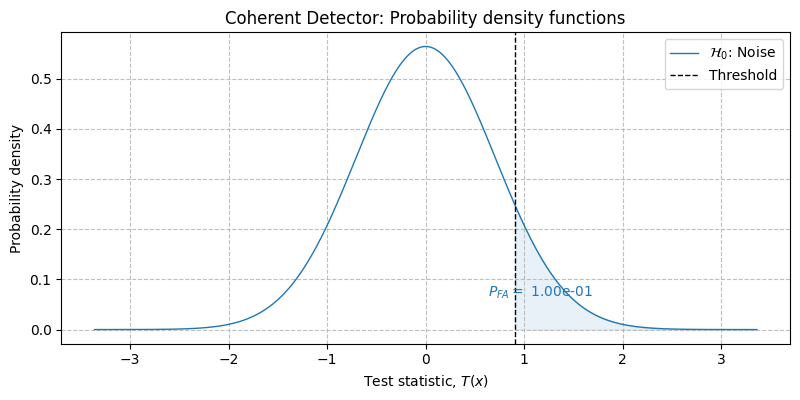 Coherent Detector: Probability density functions
Probability density
0.5
0.4
0.3
0.2
0.1
0.0
ℋ₀: Noise
Threshold
P_FA = 1.00e-01
−3
−2
−1
0
1
2
3
Test statistic, T(x)